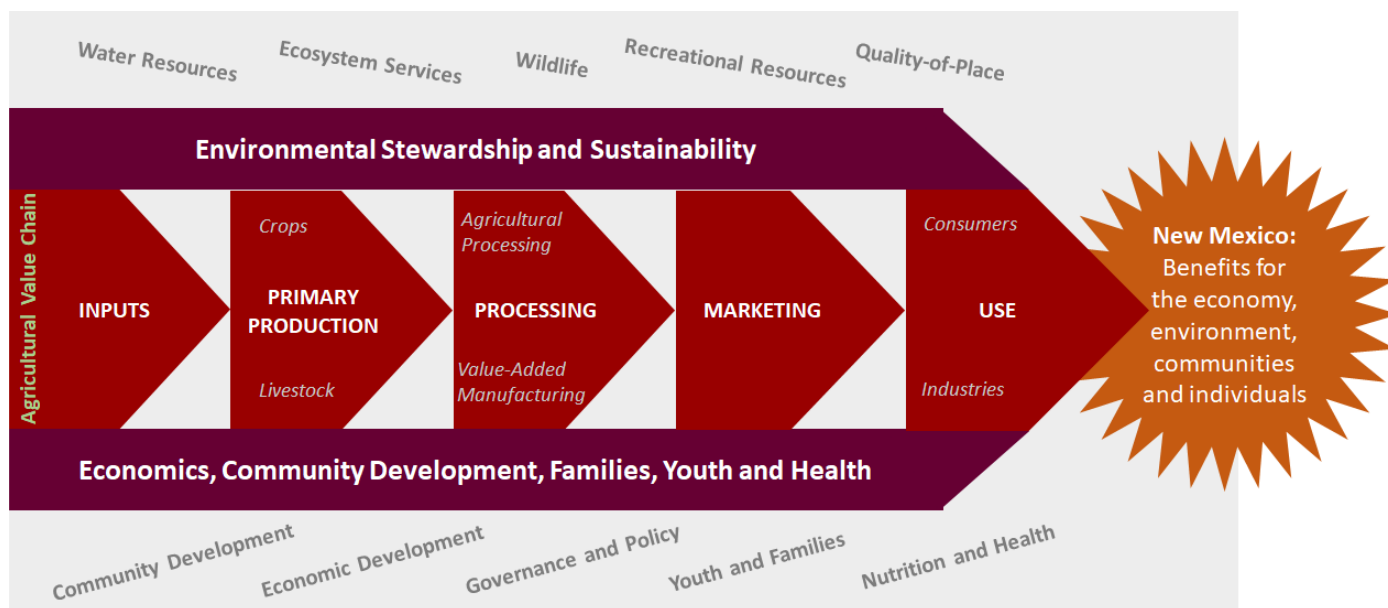 Water Resources
Ecosystem Services
Wildlife
Recreational Resources
Quality-of-Place
Environmental Stewardship and Sustainability
Agricultural Value Chain
INPUTS
Crops
PRIMARY
PRODUCTION
Livestock
Agricultural
Processing
PROCESSING
Value-Added
Manufacturing
MARKETING
Consumers
USE
Industries
New Mexico:
Benefits for
the economy,
environment,
communities
and individuals
Economics, Community Development, Families, Youth and Health
Community Development
Economic Development
Governance and Policy
Youth and Families
Nutrition and Health